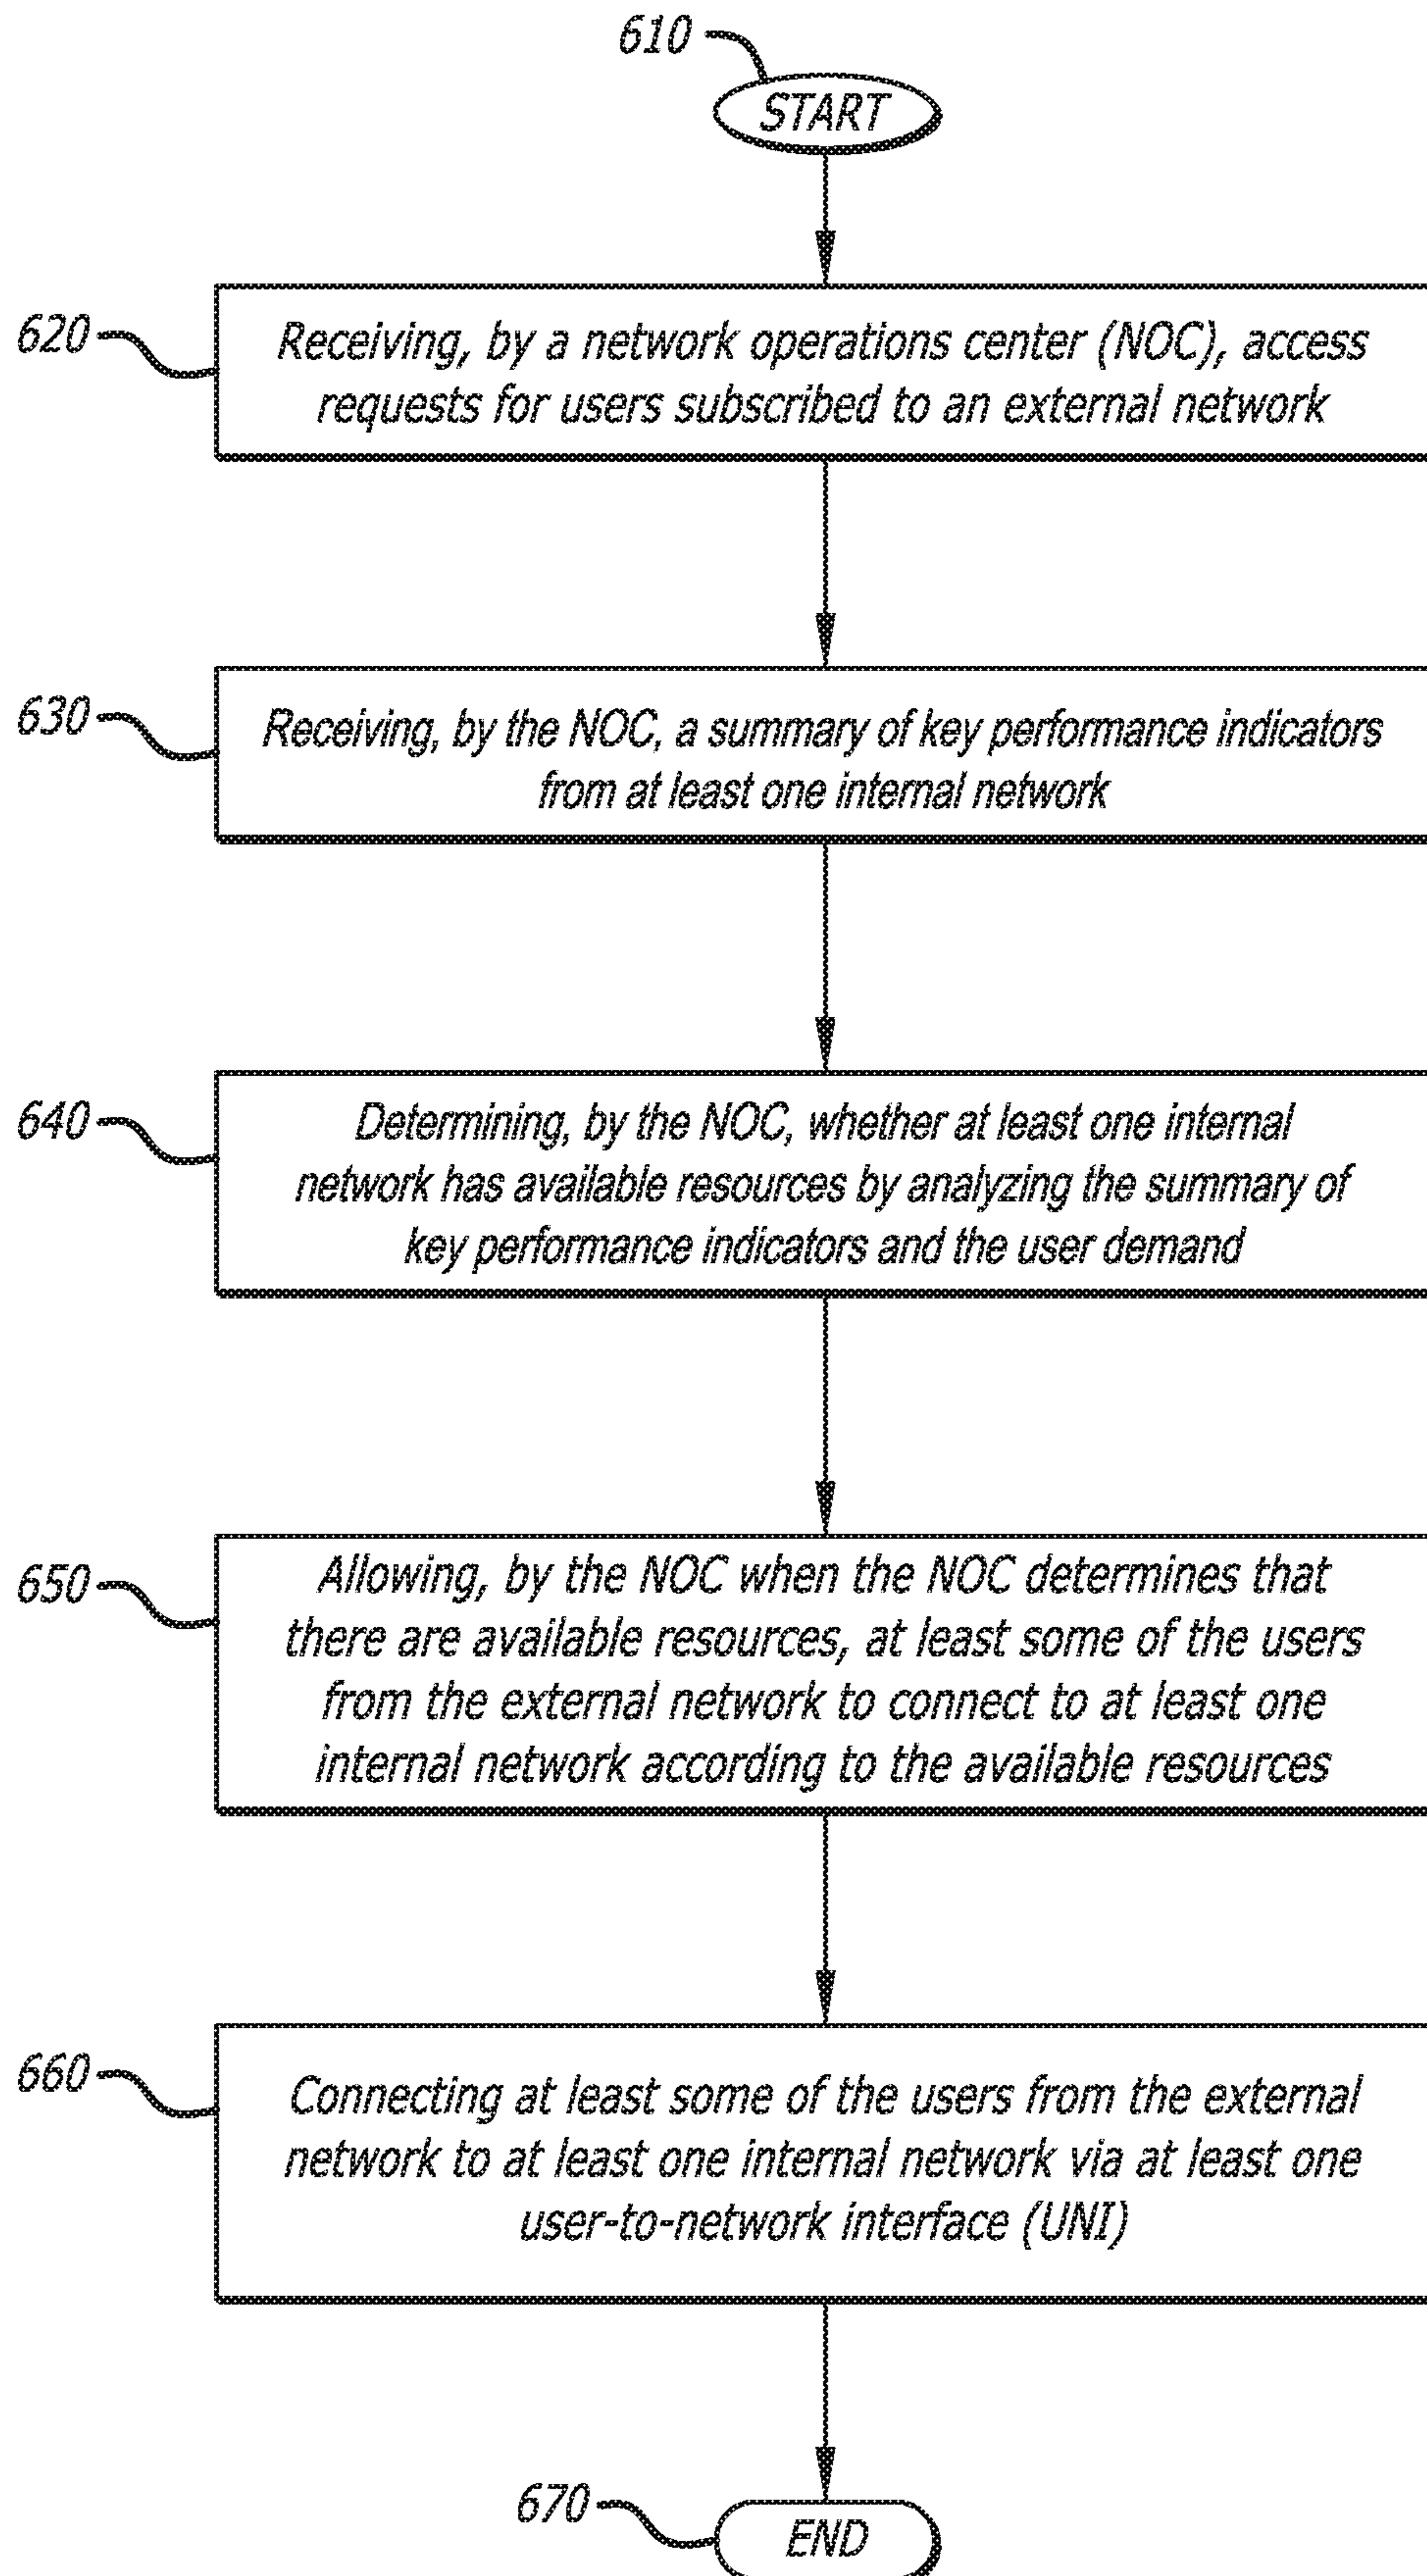 610
START
620
Receiving, by a network operations center (NOC), access
requests for users subscribed to an external network
630
Receiving, by the NOC, a summary of key performance indicators
from at least one internal network
640
Determining, by the NOC, whether at least one internal
network has available resources by analyzing the summary of
key performance indicators and the user demand
650
Allowing, by the NOC when the NOC determines that
there are available resources, at least some of the users
from the external network to connect to at least one
internal network according to the available resources
660
Connecting at least some of the users from the external
network to at least one internal network via at least one
user-to-network interface (UNI)
670
END